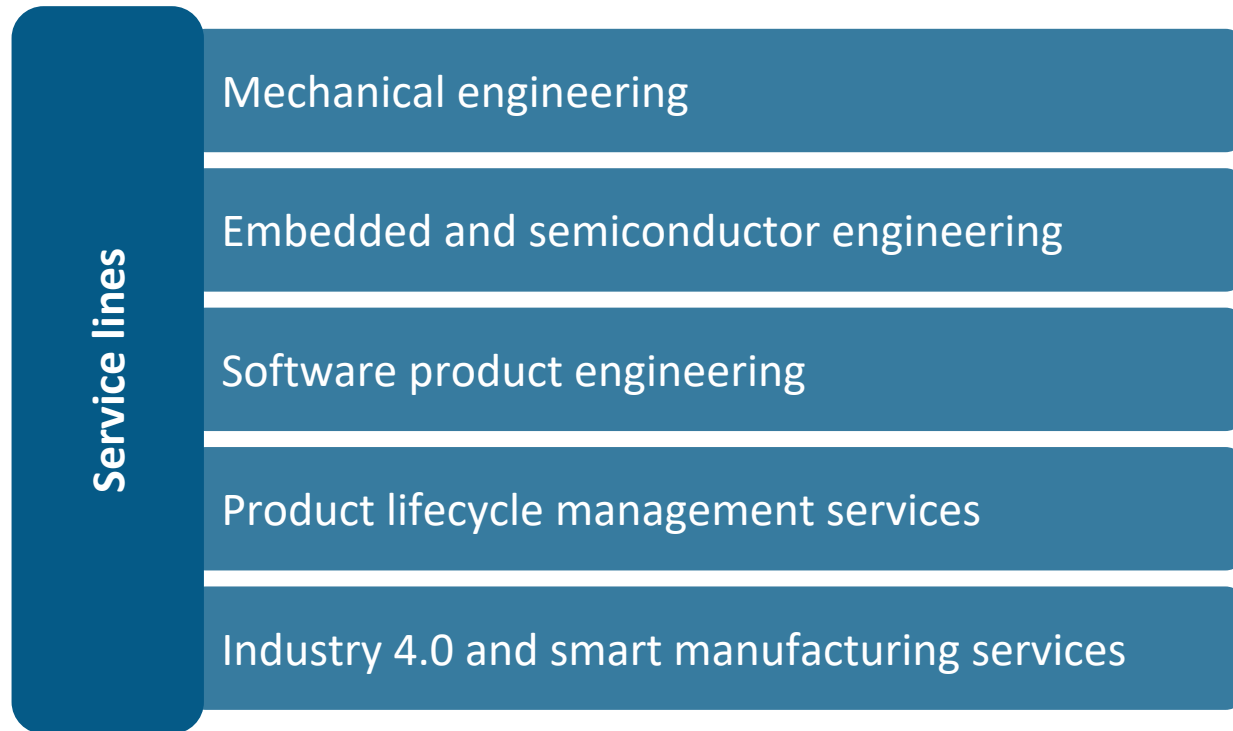 Service lines
Mechanical engineering
Embedded and semiconductor engineering
Software product engineering
Product lifecycle management services
Industry 4.0 and smart manufacturing services